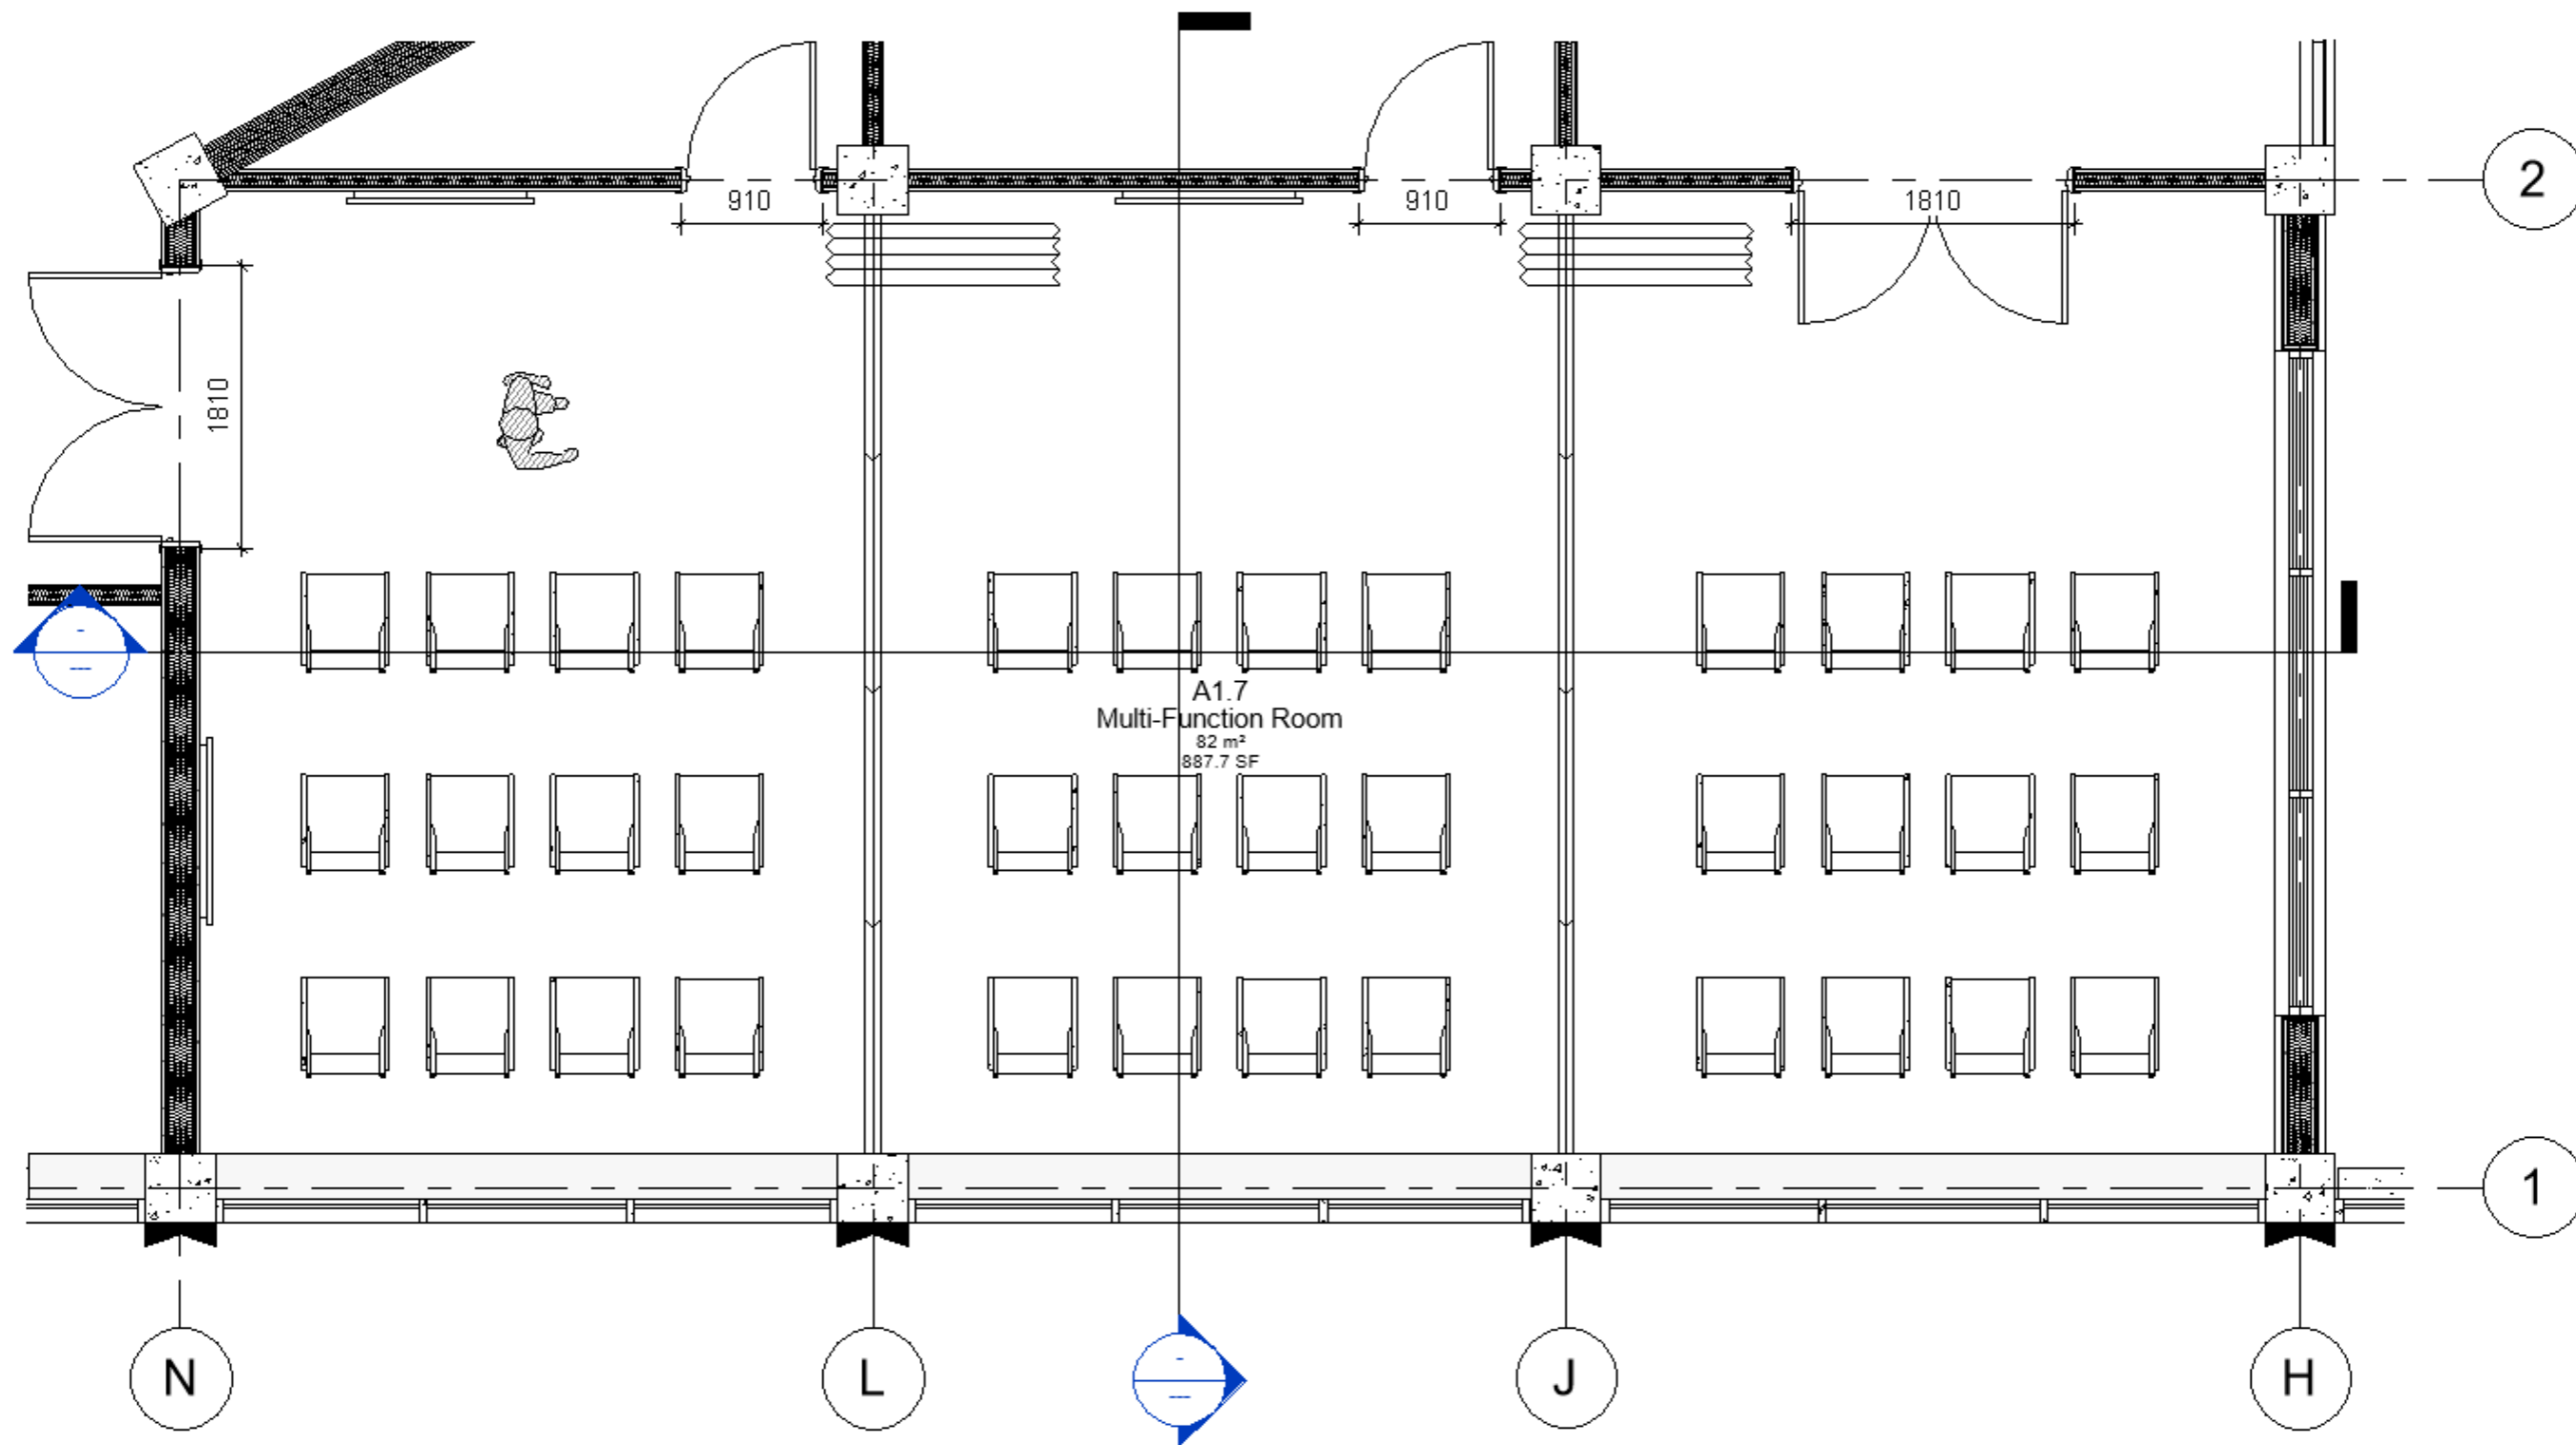 2
910
910
1810
1810
A1.7
Multi-Function Room
82 m²
887.7 SF
1
N
L
J
H